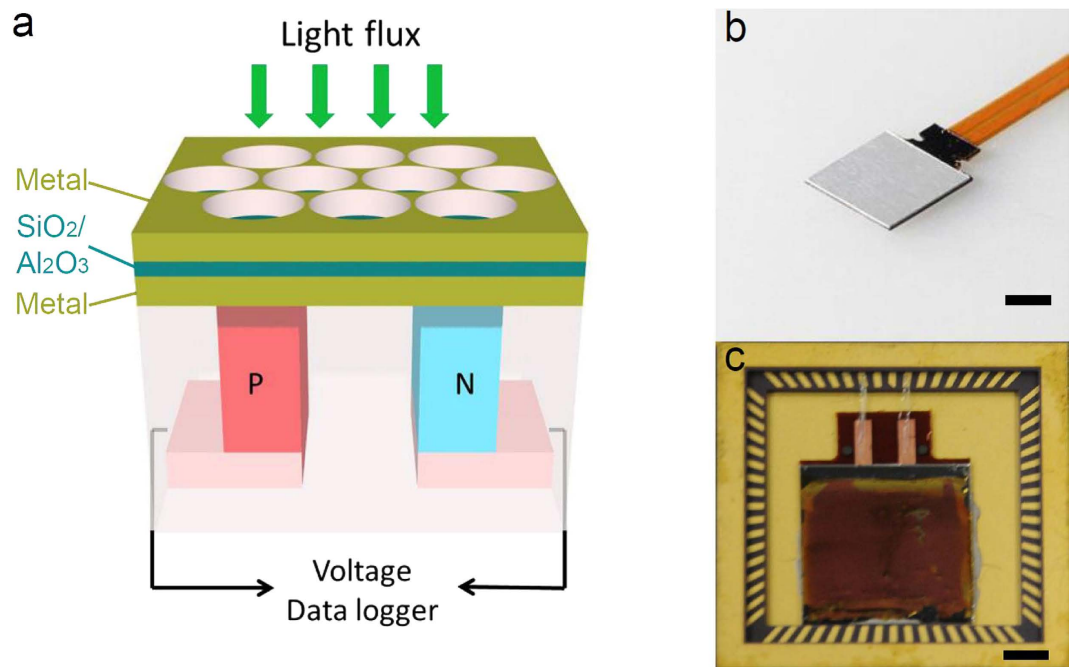 a
Light flux
Metal
SiO₂/
Al₂O₃
Metal
P
N
Voltage
Data logger
b
c